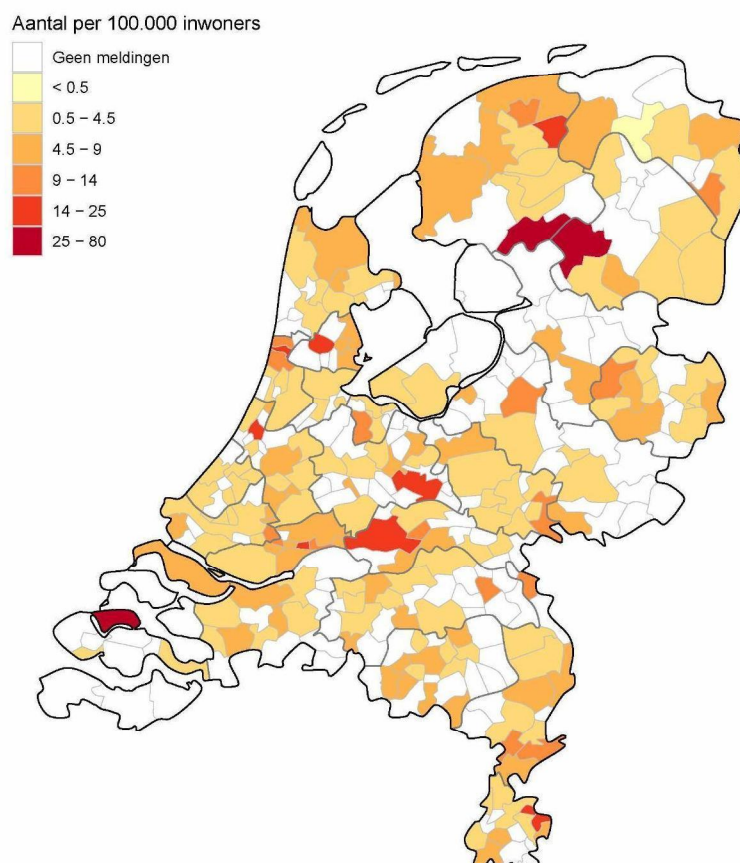 Aantal per 100.000 inwoners
Geen meldingen
< 0.5
0.5 – 4.5
4.5 – 9
9 – 14
14 – 25
25 – 80